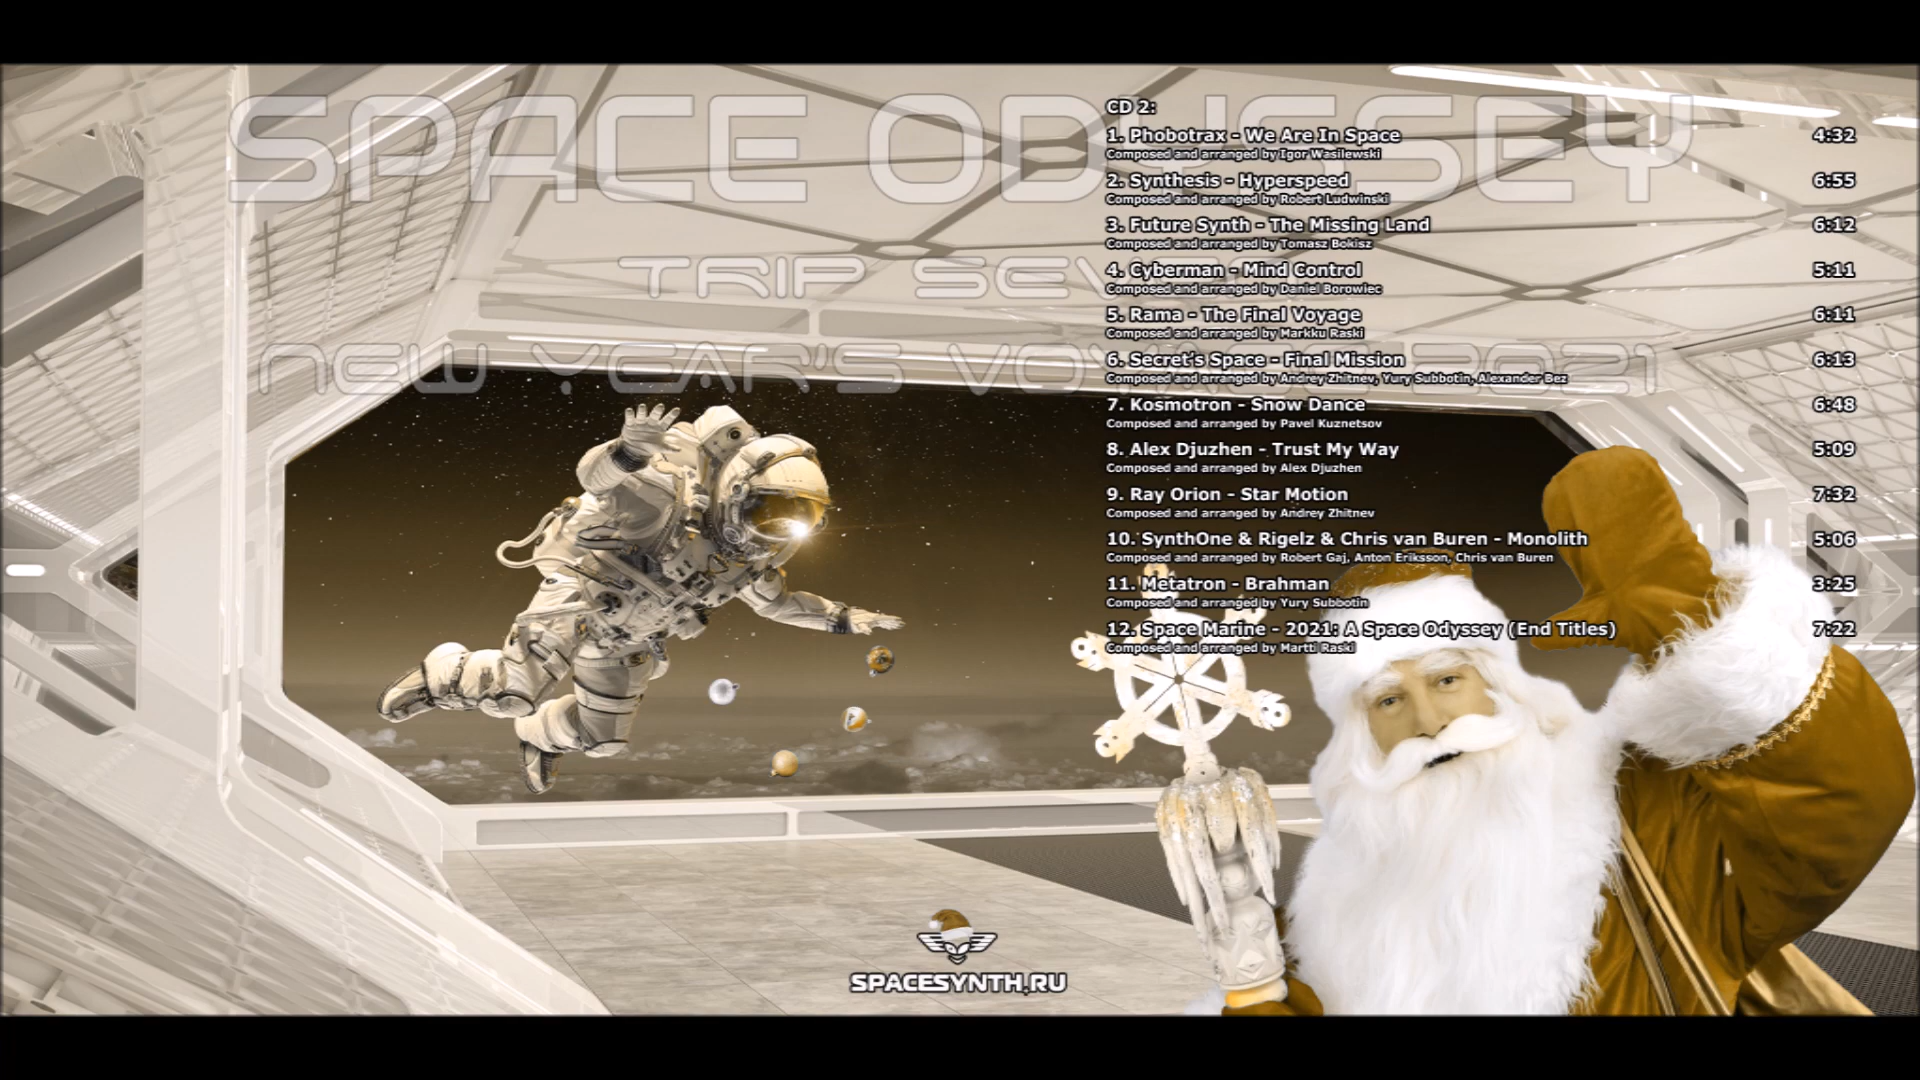 SPACE ODYSSEY
TRIP SEVEN
NEW YEAR'S VOYAGE 2021
CD 2:
1. Phobotrax - We Are In Space 4:32
Composed and arranged by Igor Wasilewski
2. Synthesis - Hyperspeed 6:55
Composed and arranged by Robert Ludwinski
3. Future Synth - The Missing Land 6:12
Composed and arranged by Tomasz Bokisz
4. Cyberman - Mind Control 5:11
Composed and arranged by Daniel Borowiec
5. Rama - The Final Voyage 6:11
Composed and arranged by Markku Raski
6. Secret's Space - Final Mission 6:13
Composed and arranged by Andrey Zhitnev, Yury Subbotin, Alexander Bez
7. Kosmotron - Snow Dance 6:48
Composed and arranged by Pavel Kuznetsov
8. Alex Djuzhen - Trust My Way 5:09
Composed and arranged by Alex Djuzhen
9. Ray Orion - Star Motion 7:32
Composed and arranged by Andrey Zhitnev
10. SynthOne & Rigelz & Chris van Buren - Monolith 5:06
Composed and arranged by Robert Gaj, Anton Eriksson, Chris van Buren
11. Metatron - Brahman 3:25
Composed and arranged by Yury Subbotin
12. Space Marine - 2021: A Space Odyssey (End Titles) 7:22
Composed and arranged by Martti Raski
SPACESYNTH.RU